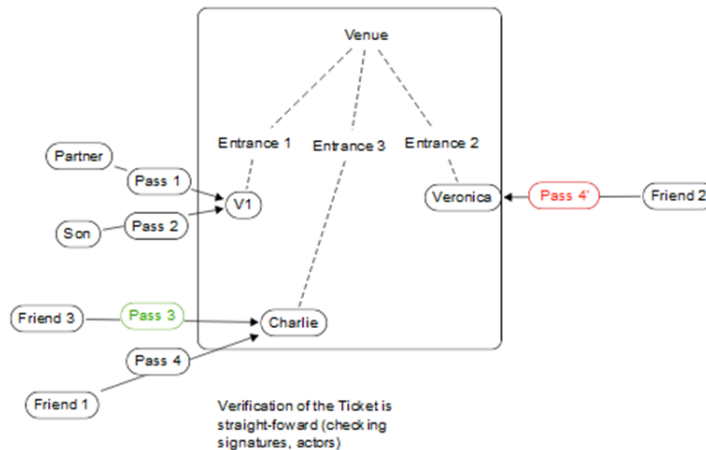 Venue
Entrance 1
Entrance 3
Entrance 2
Partner
Pass 1
V1
Veronica
Pass 4'
Friend 2
Son
Pass 2
Friend 3
Pass 3
Charlie
Pass 4
Friend 1
Verification of the Ticket is
straight-foward (checking
signatures, actors)